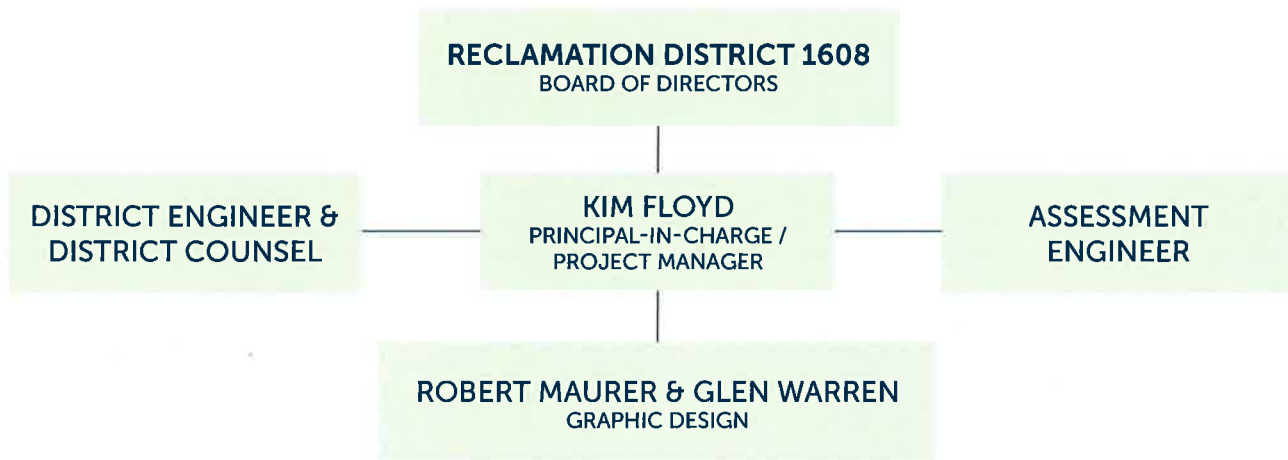 RECLAMATION DISTRICT 1608
BOARD OF DIRECTORS
DISTRICT ENGINEER &
DISTRICT COUNSEL
KIM FLOYD
PRINCIPAL-IN-CHARGE /
PROJECT MANAGER
ASSESSMENT
ENGINEER
ROBERT MAURER & GLEN WARREN
GRAPHIC DESIGN